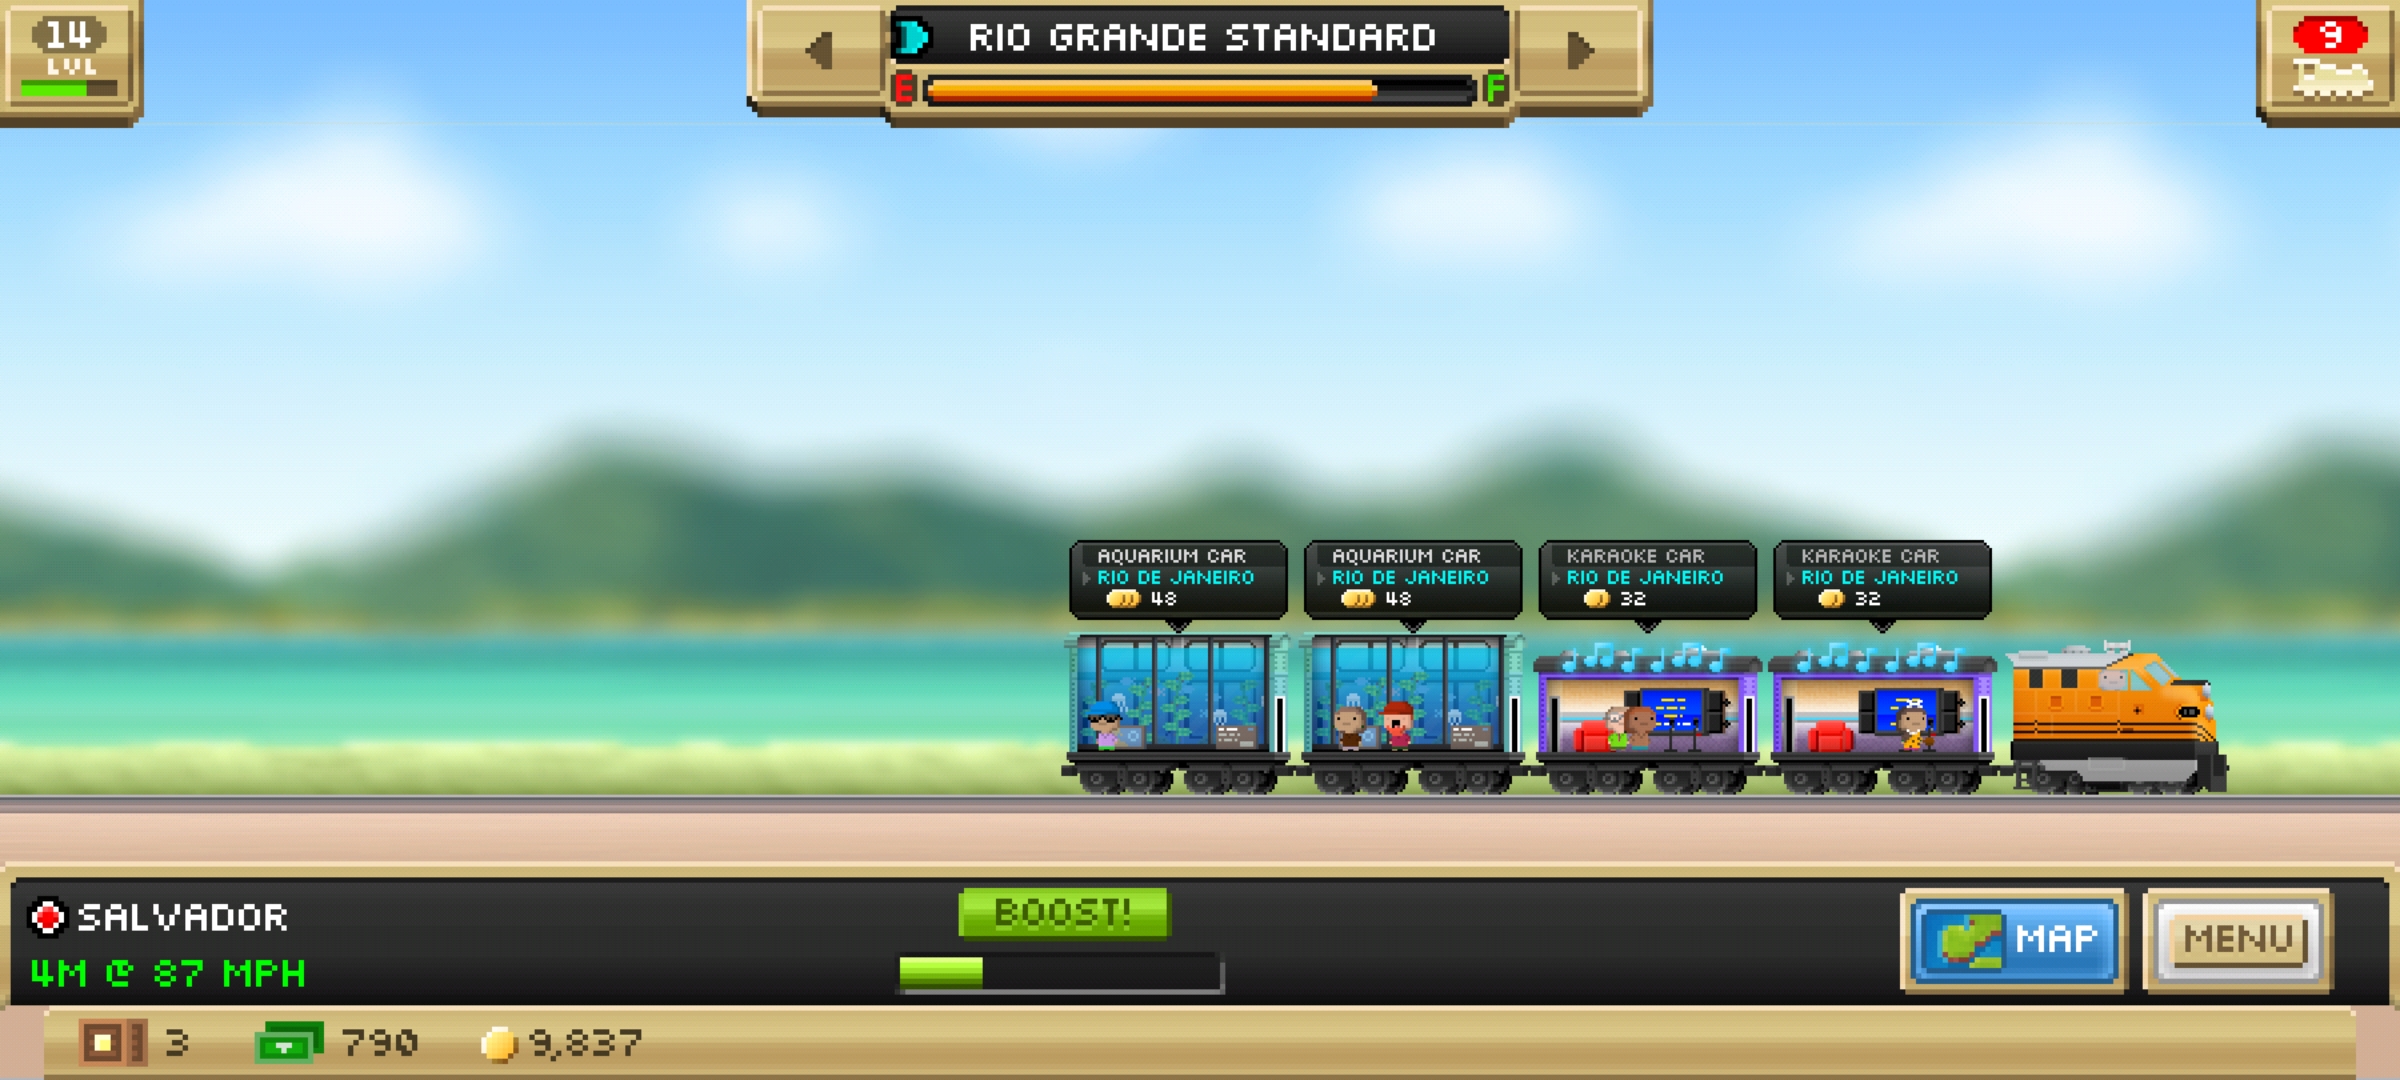 14
LVL
RIO GRANDE STANDARD
E F
9
AQUARIUM CAR
RIO DE JANEIRO
48
AQUARIUM CAR
RIO DE JANEIRO
48
KARAOKE CAR
RIO DE JANEIRO
32
KARAOKE CAR
RIO DE JANEIRO
32
SALVADOR
4M @ 87 MPH
BOOST!
MAP
MENU
3 790 9,837